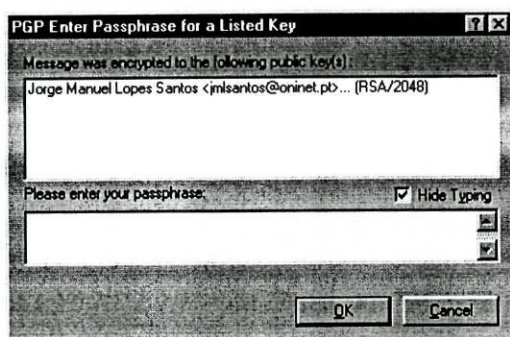 PGP Enter Passphrase for a Listed Key
Message was encrypted to the following public key(s) :
Jorge Manuel Lopes Santos <jmlsantos@oninet.pt>... (RSA/2048)
Please enter your passphrase:
Hide Typing
OK
Cancel